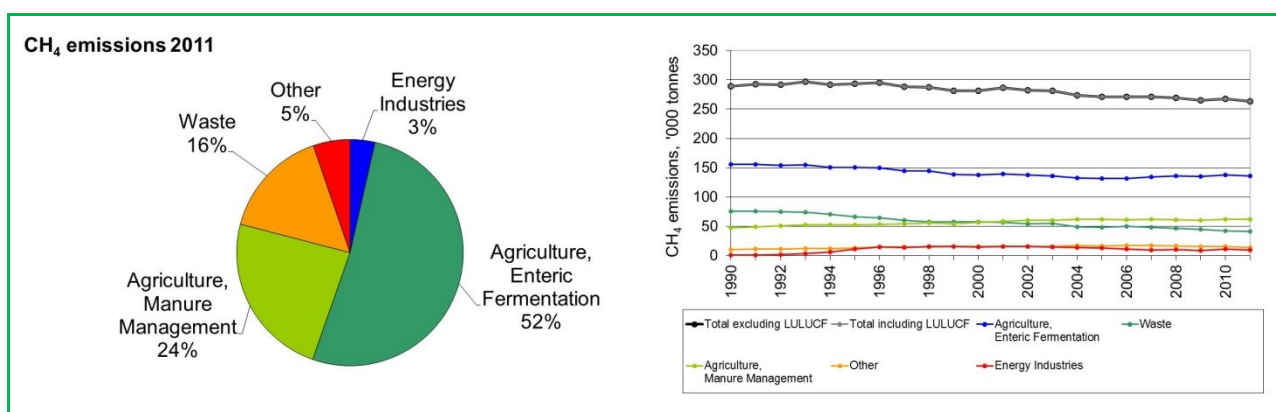 CH₄ emissions 2011
Energy
Industries
3%
Other
5%
Waste
16%
Agriculture,
Manure
Management
24%
Agriculture,
Enteric
Fermentation
52%
CH₄ emissions, '000 tonnes
350
300
250
200
150
100
50
0
1990
1992
1994
1996
1998
2000
2002
2004
2006
2008
2010
Total excluding LULUCF
Total including LULUCF
Agriculture,
Enteric Fermentation
Waste
Agriculture,
Manure Management
Other
Energy Industries